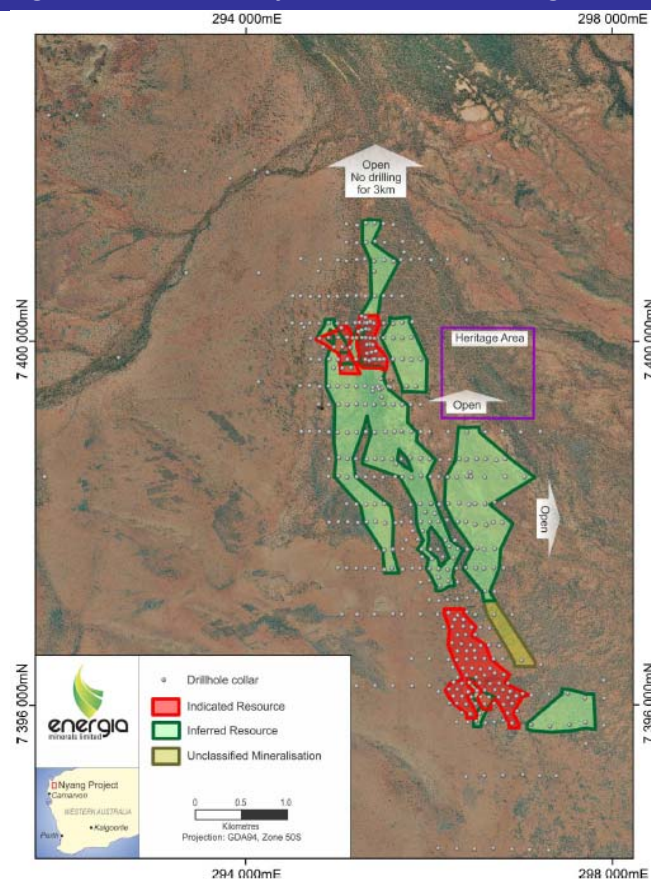 294 000mE
298 000mE
Open
No drilling
for 3km
7 400 000mN
7 400 000mN
Heritage Area
Open
Open
energia
minerals limited
Drillhole collar
Indicated Resource
Inferred Resource
Unclassified Mineralisation
7 396 000mN
7 396 000mN
Nyang Project
Carnarvon
WESTERN AUSTRALIA
Kalgoorlie
Perth
0 0.5 1.0
Kilometres
Projection: GDA94, Zone 50S
294 000mE
298 000mE